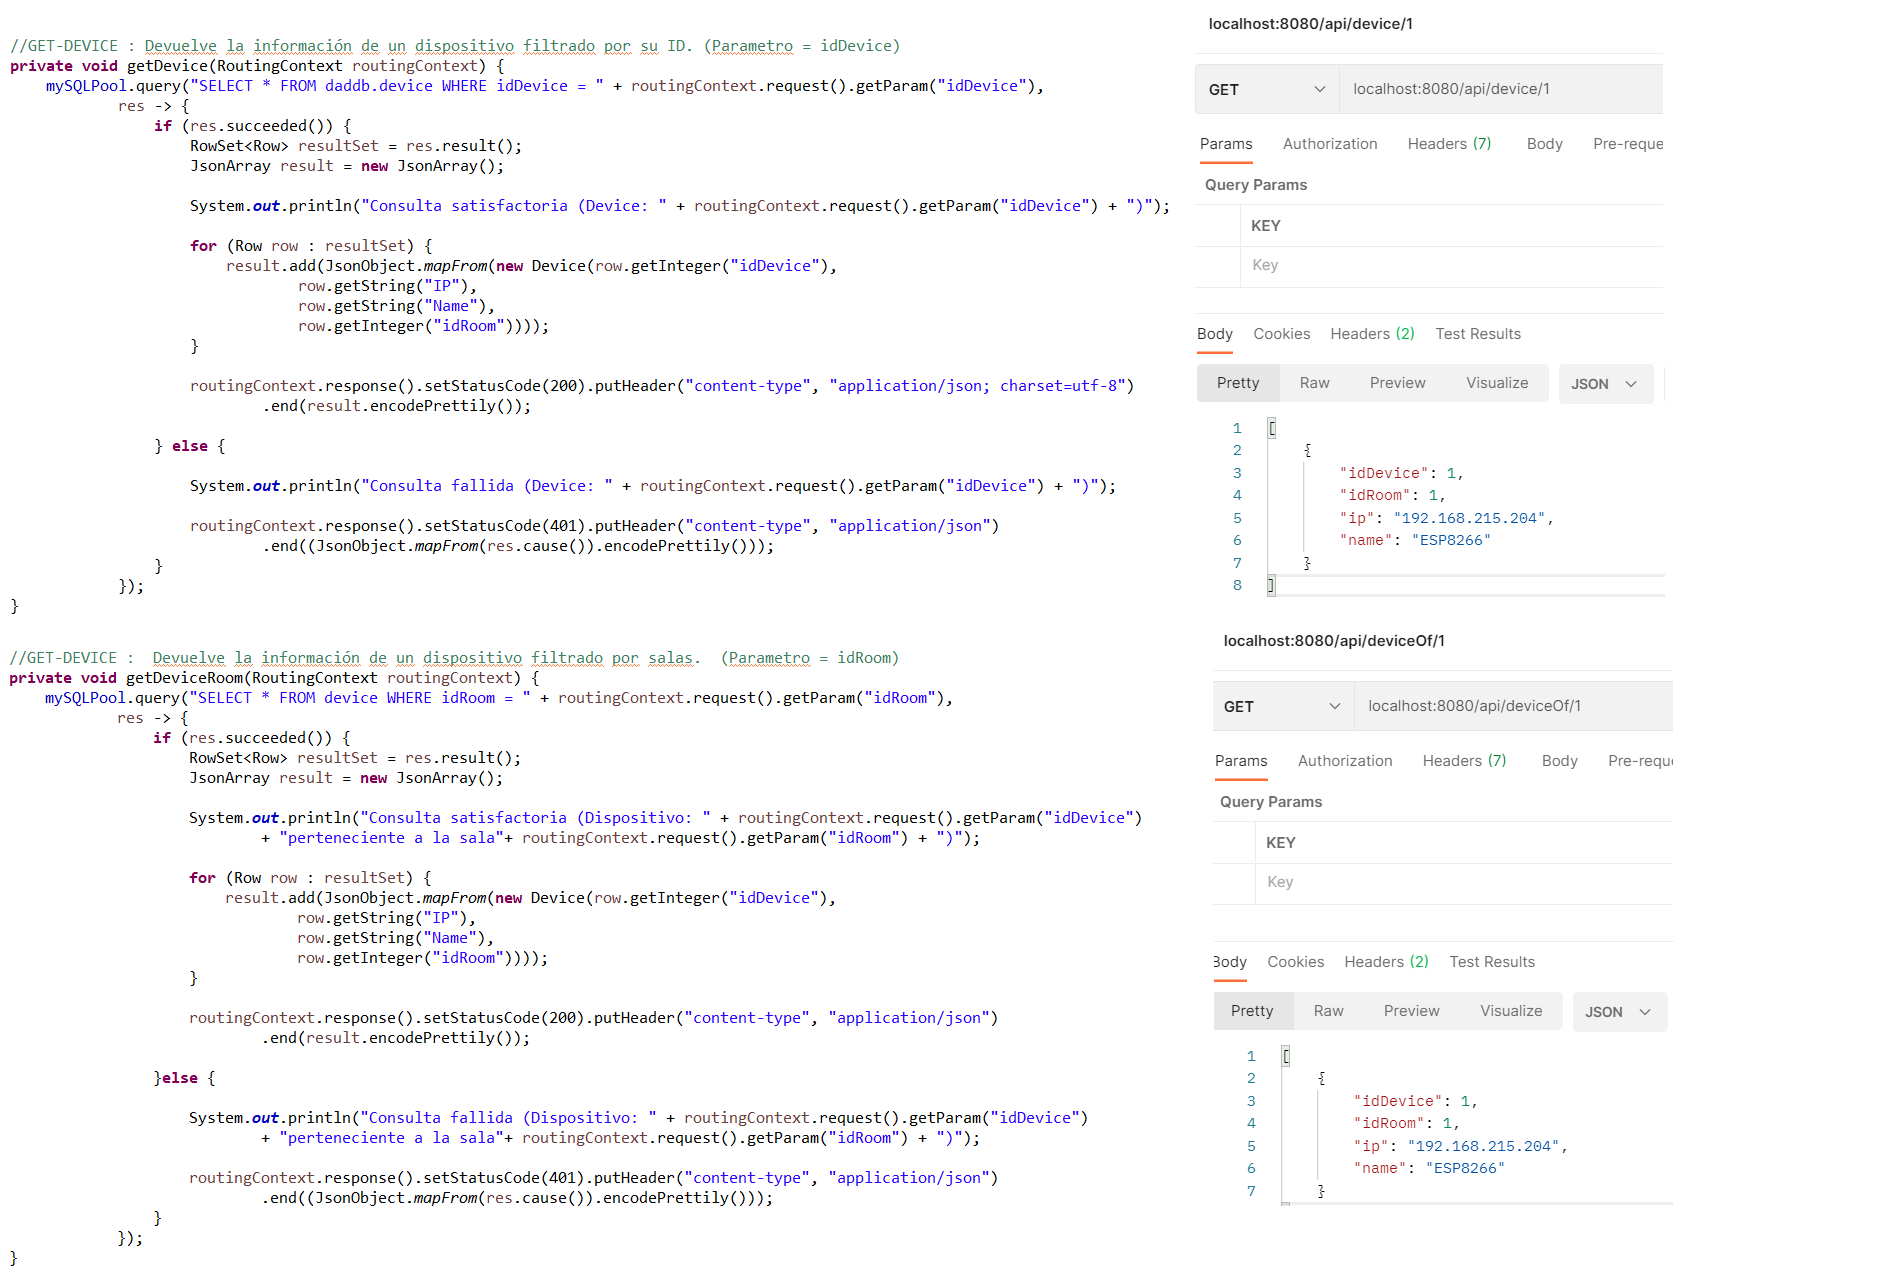 //GET-DEVICE : Devuelve la información de un dispositivo filtrado por su ID. (Parametro = idDevice)
private void getDevice(RoutingContext routingContext) {
mySQLPool.query("SELECT * FROM daddb.device WHERE idDevice = " + routingContext.request().getParam("idDevice"),
res -> {
if (res.succeeded()) {
RowSet<Row> resultSet = res.result();
JsonArray result = new JsonArray();
System.out.println("Consulta satisfactoria (Device: " + routingContext.request().getParam("idDevice") + ")");
for (Row row : resultSet) {
result.add(JsonObject.mapFrom(new Device(row.getInteger("idDevice"),
row.getString("IP"),
row.getString("Name"),
row.getInteger("idRoom"))));
}
routingContext.response().setStatusCode(200).putHeader("content-type", "application/json; charset=utf-8")
.end(result.encodePrettily());
} else {
System.out.println("Consulta fallida (Device: " + routingContext.request().getParam("idDevice") + ")");
routingContext.response().setStatusCode(401).putHeader("content-type", "application/json")
.end((JsonObject.mapFrom(res.cause()).encodePrettily()));
}
});
}
localhost:8080/api/device/1
GET localhost:8080/api/device/1
Params Authorization Headers (7) Body Pre-reque
Query Params
KEY
Key
Body Cookies Headers (2) Test Results
Pretty Raw Preview Visualize JSON
1 [
2 {
3 "idDevice": 1,
4 "idRoom": 1,
5 "ip": "192.168.215.204",
6 "name": "ESP8266"
7 }
8 ]
//GET-DEVICE : Devuelve la información de un dispositivo filtrado por salas. (Parametro = idRoom)
private void getDeviceRoom(RoutingContext routingContext) {
mySQLPool.query("SELECT * FROM device WHERE idRoom = " + routingContext.request().getParam("idRoom"),
res -> {
if (res.succeeded()) {
RowSet<Row> resultSet = res.result();
JsonArray result = new JsonArray();
System.out.println("Consulta satisfactoria (Dispositivo: " + routingContext.request().getParam("idDevice")
+ "perteneciente a la sala"+ routingContext.request().getParam("idRoom") + ")");
for (Row row : resultSet) {
result.add(JsonObject.mapFrom(new Device(row.getInteger("idDevice"),
row.getString("IP"),
row.getString("Name"),
row.getInteger("idRoom"))));
}
routingContext.response().setStatusCode(200).putHeader("content-type", "application/json")
.end(result.encodePrettily());
}else {
System.out.println("Consulta fallida (Dispositivo: " + routingContext.request().getParam("idDevice")
+ "perteneciente a la sala"+ routingContext.request().getParam("idRoom") + ")");
routingContext.response().setStatusCode(401).putHeader("content-type", "application/json")
.end((JsonObject.mapFrom(res.cause()).encodePrettily()));
}
});
}
localhost:8080/api/deviceOf/1
GET localhost:8080/api/deviceOf/1
Params Authorization Headers (7) Body Pre-requ
Query Params
KEY
Key
Body Cookies Headers (2) Test Results
Pretty Raw Preview Visualize JSON
1 [
2 {
3 "idDevice": 1,
4 "idRoom": 1,
5 "ip": "192.168.215.204",
6 "name": "ESP8266"
7 }